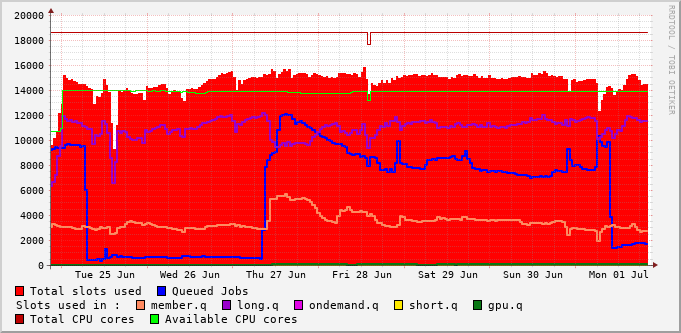 20000
18000
16000
14000
12000
10000
8000
6000
4000
2000
0
Tue 25 Jun Wed 26 Jun Thu 27 Jun Fri 28 Jun Sat 29 Jun Sun 30 Jun Mon 01 Jul
RRDTOOL / TOBI OETIKER
Total slots used Queued Jobs
Slots used in : member.q long.q ondemand.q short.q gpu.q
Total CPU cores Available CPU cores